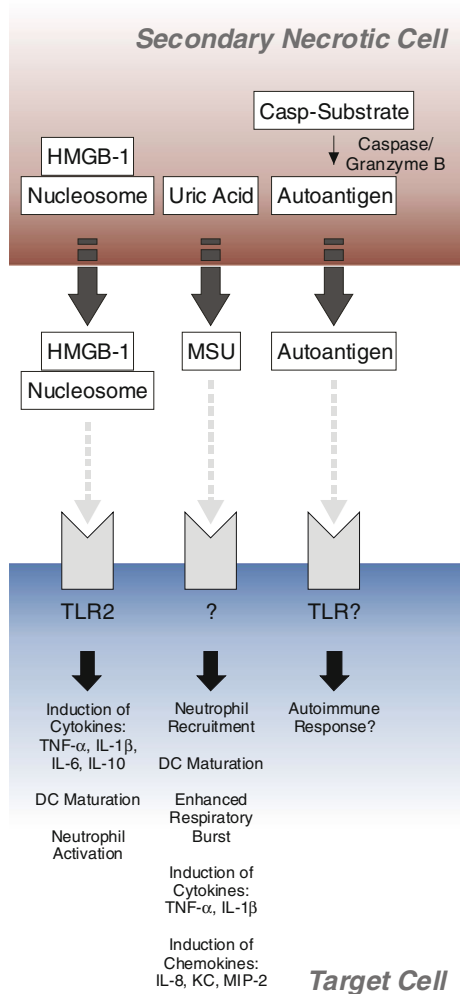 Secondary Necrotic Cell
Casp-Substrate
Caspase/
Granzyme B
HMGB-1
Nucleosome
Uric Acid
Autoantigen
HMGB-1
Nucleosome
MSU
Autoantigen
TLR2
?
TLR?
Induction of
Cytokines:
TNF-α, IL-1β,
IL-6, IL-10
DC Maturation
Neutrophil
Activation
Neutrophil
Recruitment
DC Maturation
Enhanced
Respiratory
Burst
Induction of
Cytokines:
TNF-α, IL-1β
Induction of
Chemokines:
IL-8, KC, MIP-2
Autoimmune
Response?
Target Cell